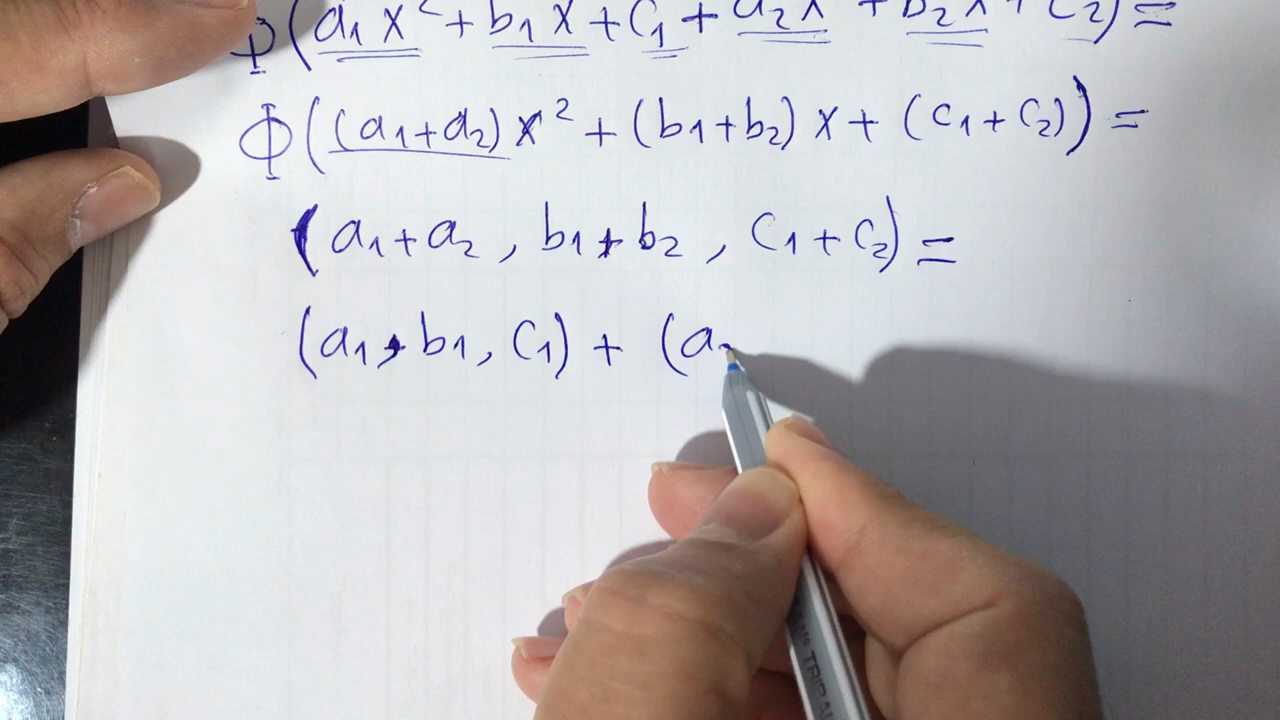 Φ(a₁x² + b₁x + c₁ + a₂x + b₂x + c₂) =
Φ((a₁+a₂)x² + (b₁+b₂)x + (c₁+c₂)) =
(a₁+a₂, b₁+b₂, c₁+c₂) =
(a₁, b₁, c₁) + (a